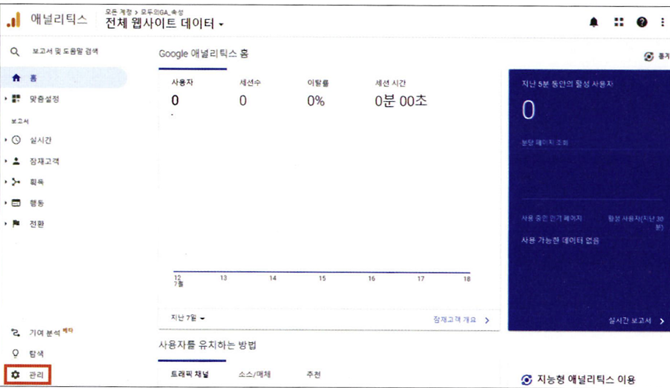 애널리틱스
모든 계정 > 모두의GA_속성
전체 웹사이트 데이터
보고서 및 도움말 검색
홈
맞춤설정
보고서
실시간
잠재고객
획득
행동
전환
기여 분석 베타
탐색
관리
Google 애널리틱스 홈
사용자
0
세션수
0
이탈률
0%
세션 시간
0분 00초
12
7월
13
14
15
16
17
18
지난 7일
잠재고객 개요
지난 5분 동안의 활성 사용자
0
분당 페이지 조회
사용 중인 인기 페이지
활성 사용자(지난 30
분)
사용 가능한 데이터 없음
실시간 보고서
사용자를 유치하는 방법
트래픽 채널
소스/매체
추천
지능형 애널리틱스 이용